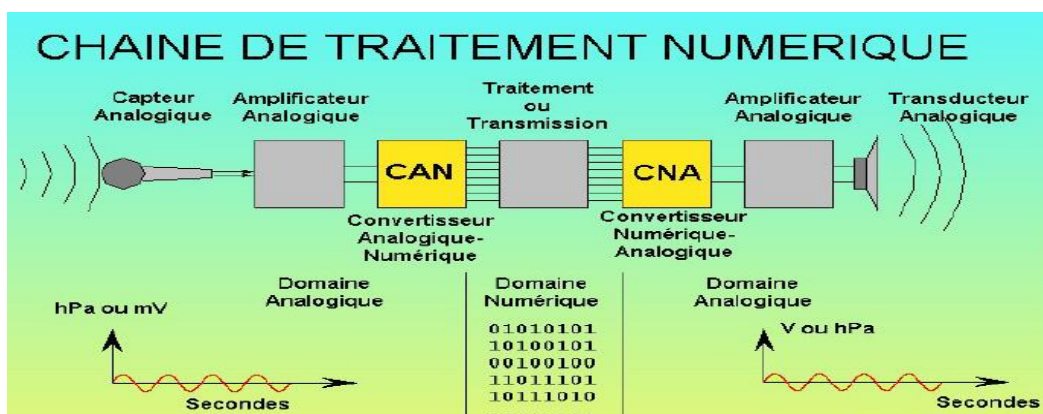 CHAINE DE TRAITEMENT NUMERIQUE
Capteur
Analogique
Amplificateur
Analogique
Traitement
ou
Transmission
Amplificateur
Analogique
Transducteur
Analogique
CAN
CNA
Convertisseur
Analogique-
Numérique
Convertisseur
Numérique-
Analogique
Domaine
Analogique
Domaine
Numérique
Domaine
Analogique
hPa ou mV
Secondes
01010101
10100101
00100100
11011101
10111010
V ou hPa
Secondes